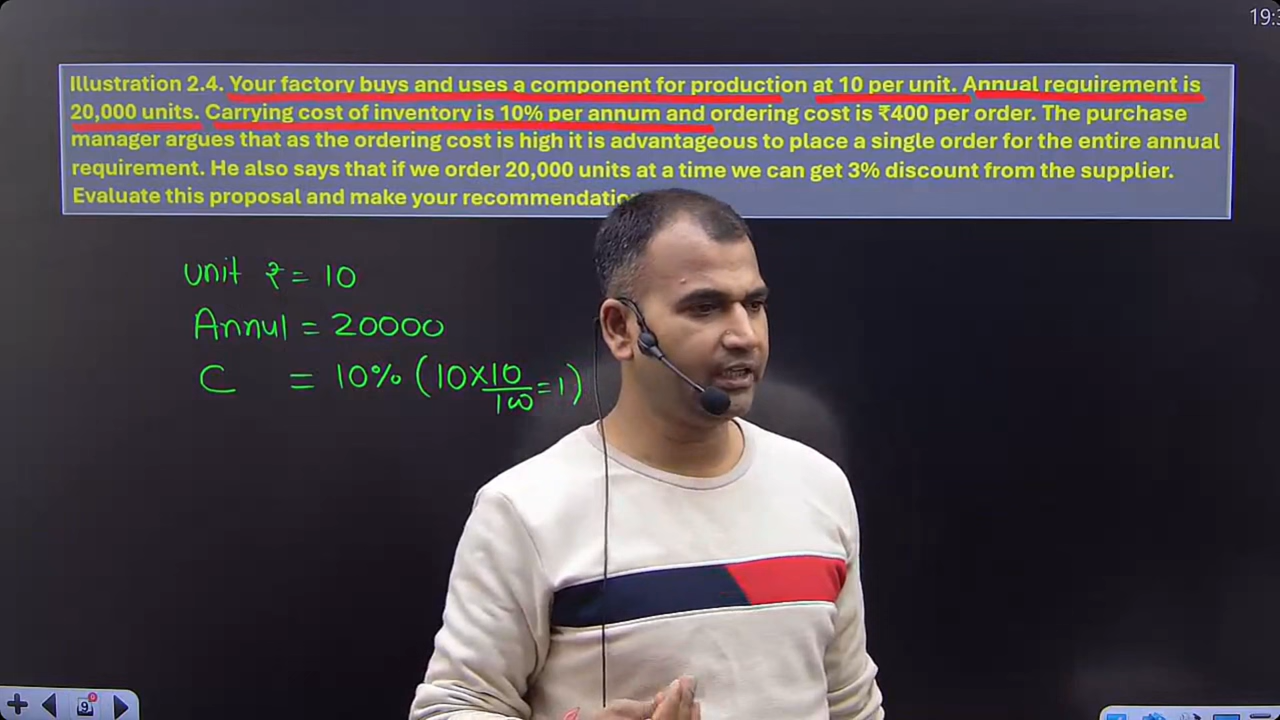 19:3
Illustration 2.4. Your factory buys and uses a component for production at 10 per unit. Annual requirement is
20,000 units. Carrying cost of inventory is 10% per annum and ordering cost is ₹400 per order. The purchase
manager argues that as the ordering cost is high it is advantageous to place a single order for the entire annual
requirement. He also says that if we order 20,000 units at a time we can get 3% discount from the supplier.
Evaluate this proposal and make your
unit ₹ = 10
Annul = 20000
C = 10% (10×10/100=1)
9